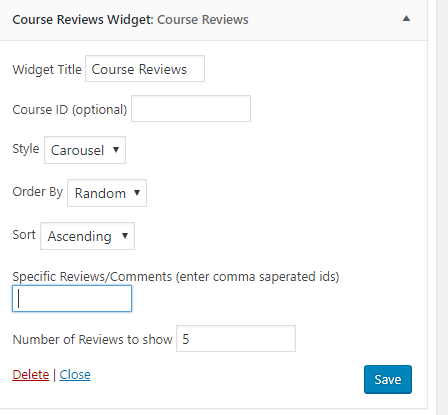 Course Reviews Widget: Course Reviews
Widget Title Course Reviews
Course ID (optional)
Style Carousel
Order By Random
Sort Ascending
Specific Reviews/Comments (enter comma saperated ids)
Number of Reviews to show 5
Delete | Close Save